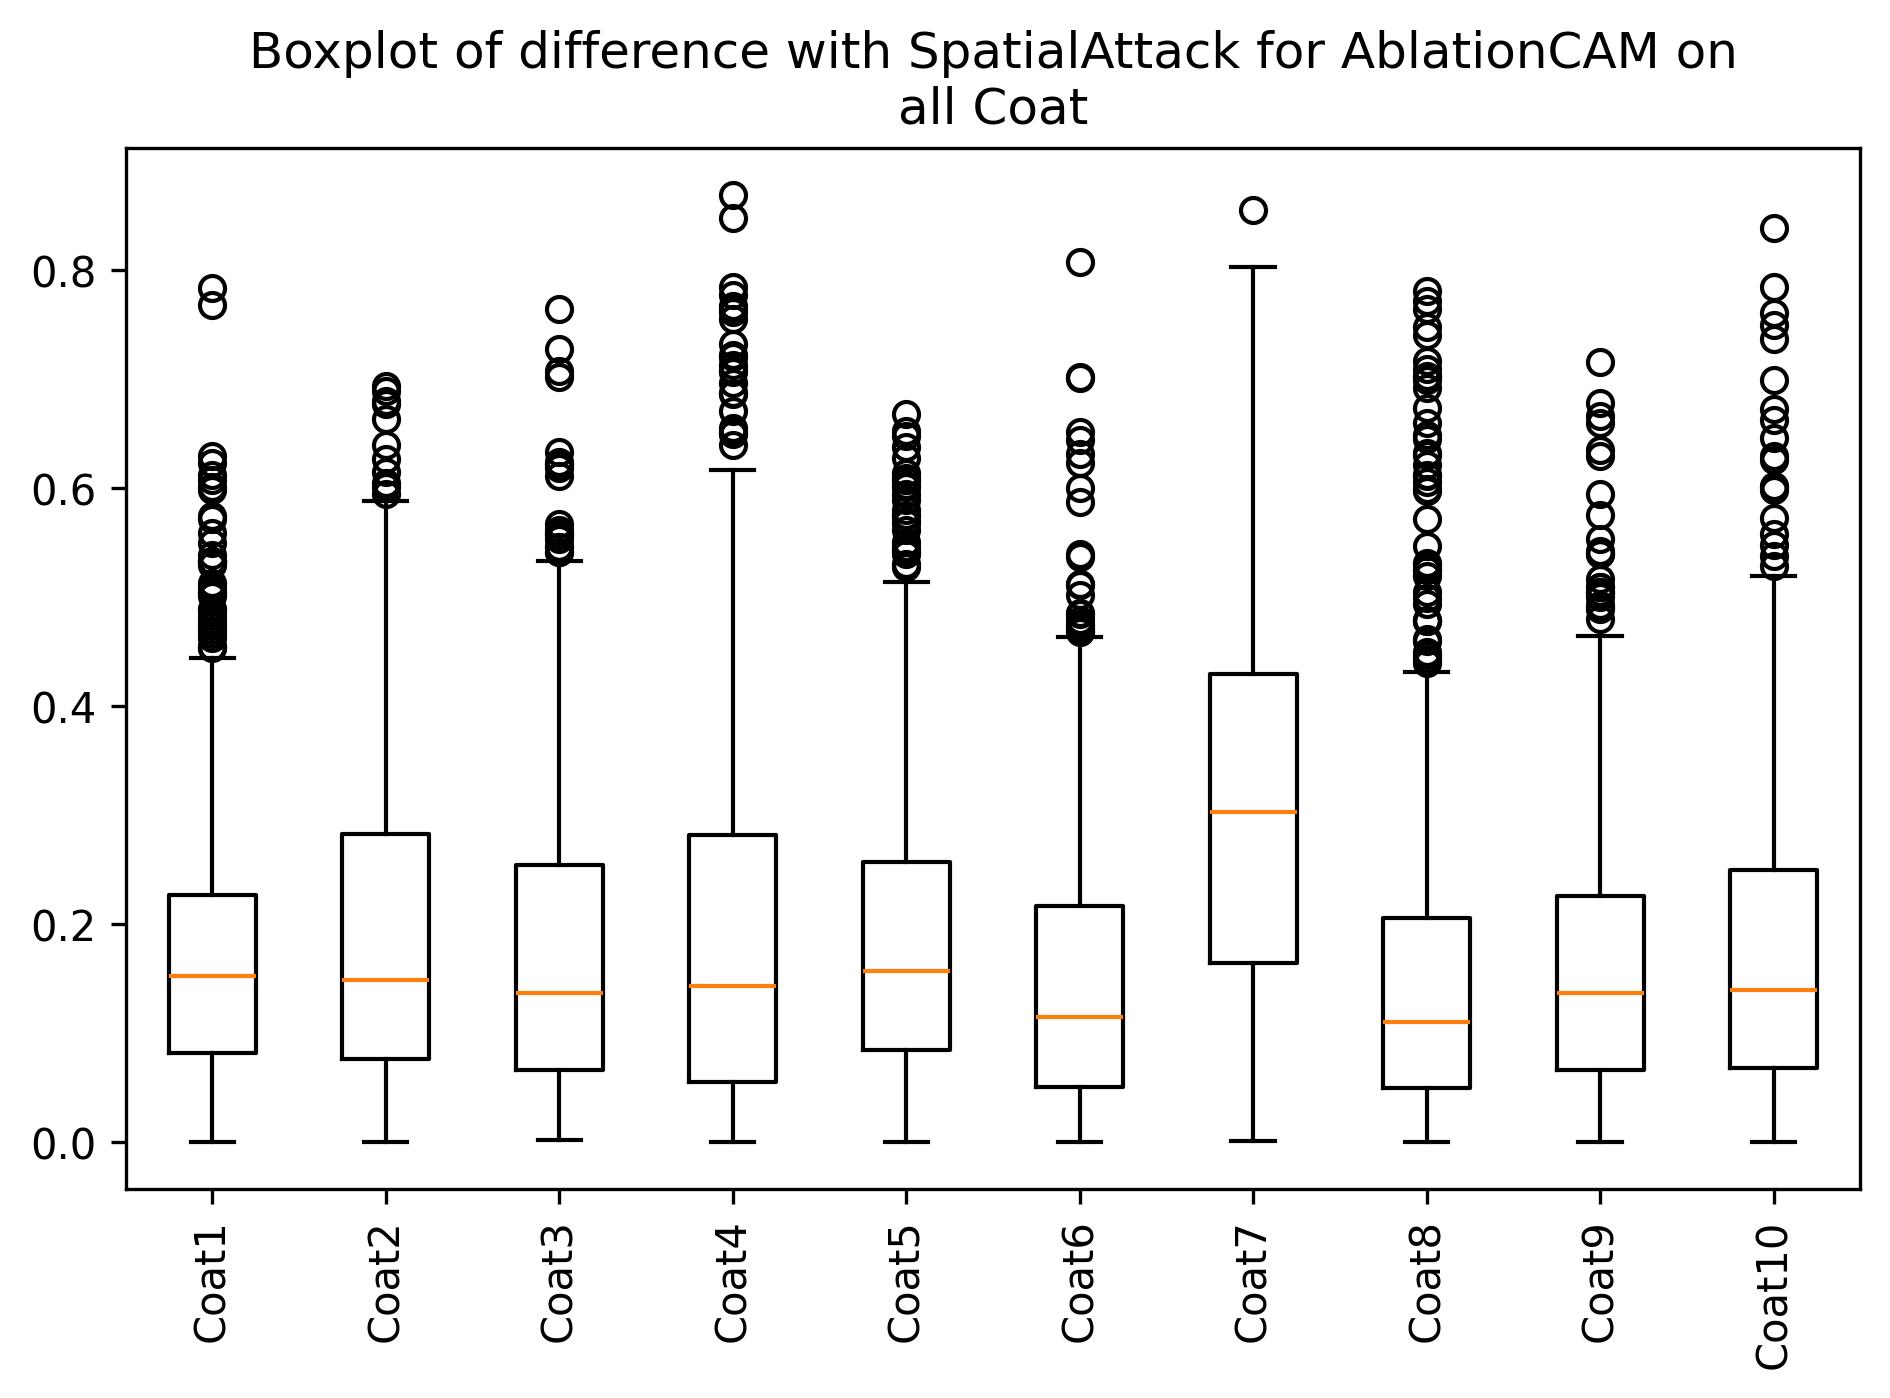 Boxplot of difference with SpatialAttack for AblationCAM on
all Coat
0.8
0.6
0.4
0.2
0.0
Coat1
Coat2
Coat3
Coat4
Coat5
Coat6
Coat7
Coat8
Coat9
Coat10